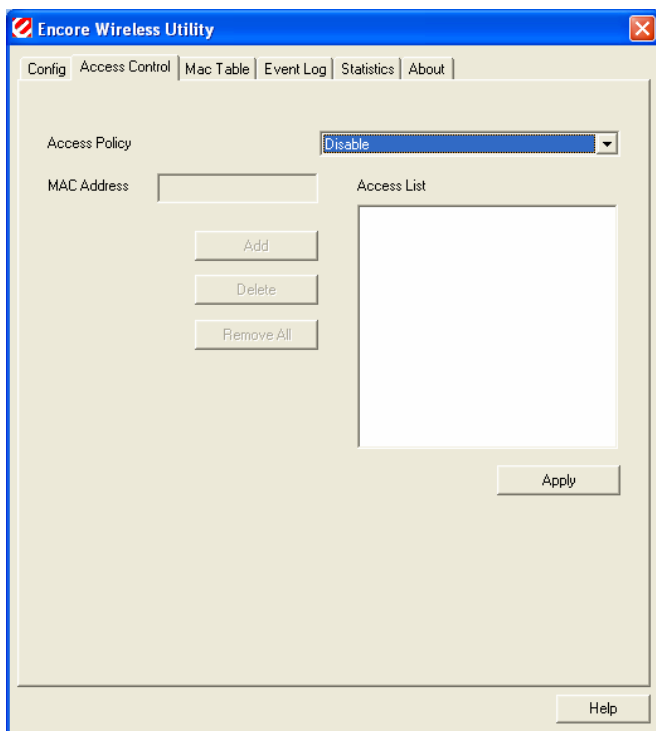 Encore Wireless Utility
Config Access Control Mac Table Event Log Statistics About
Access Policy Disable
MAC Address Access List
Add
Delete
Remove All
Apply
Help